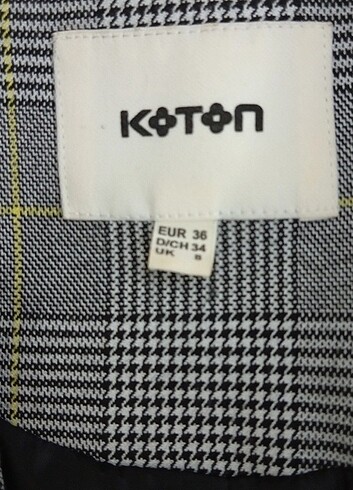 KOTON
EUR 36
D/CH 34
UK 8